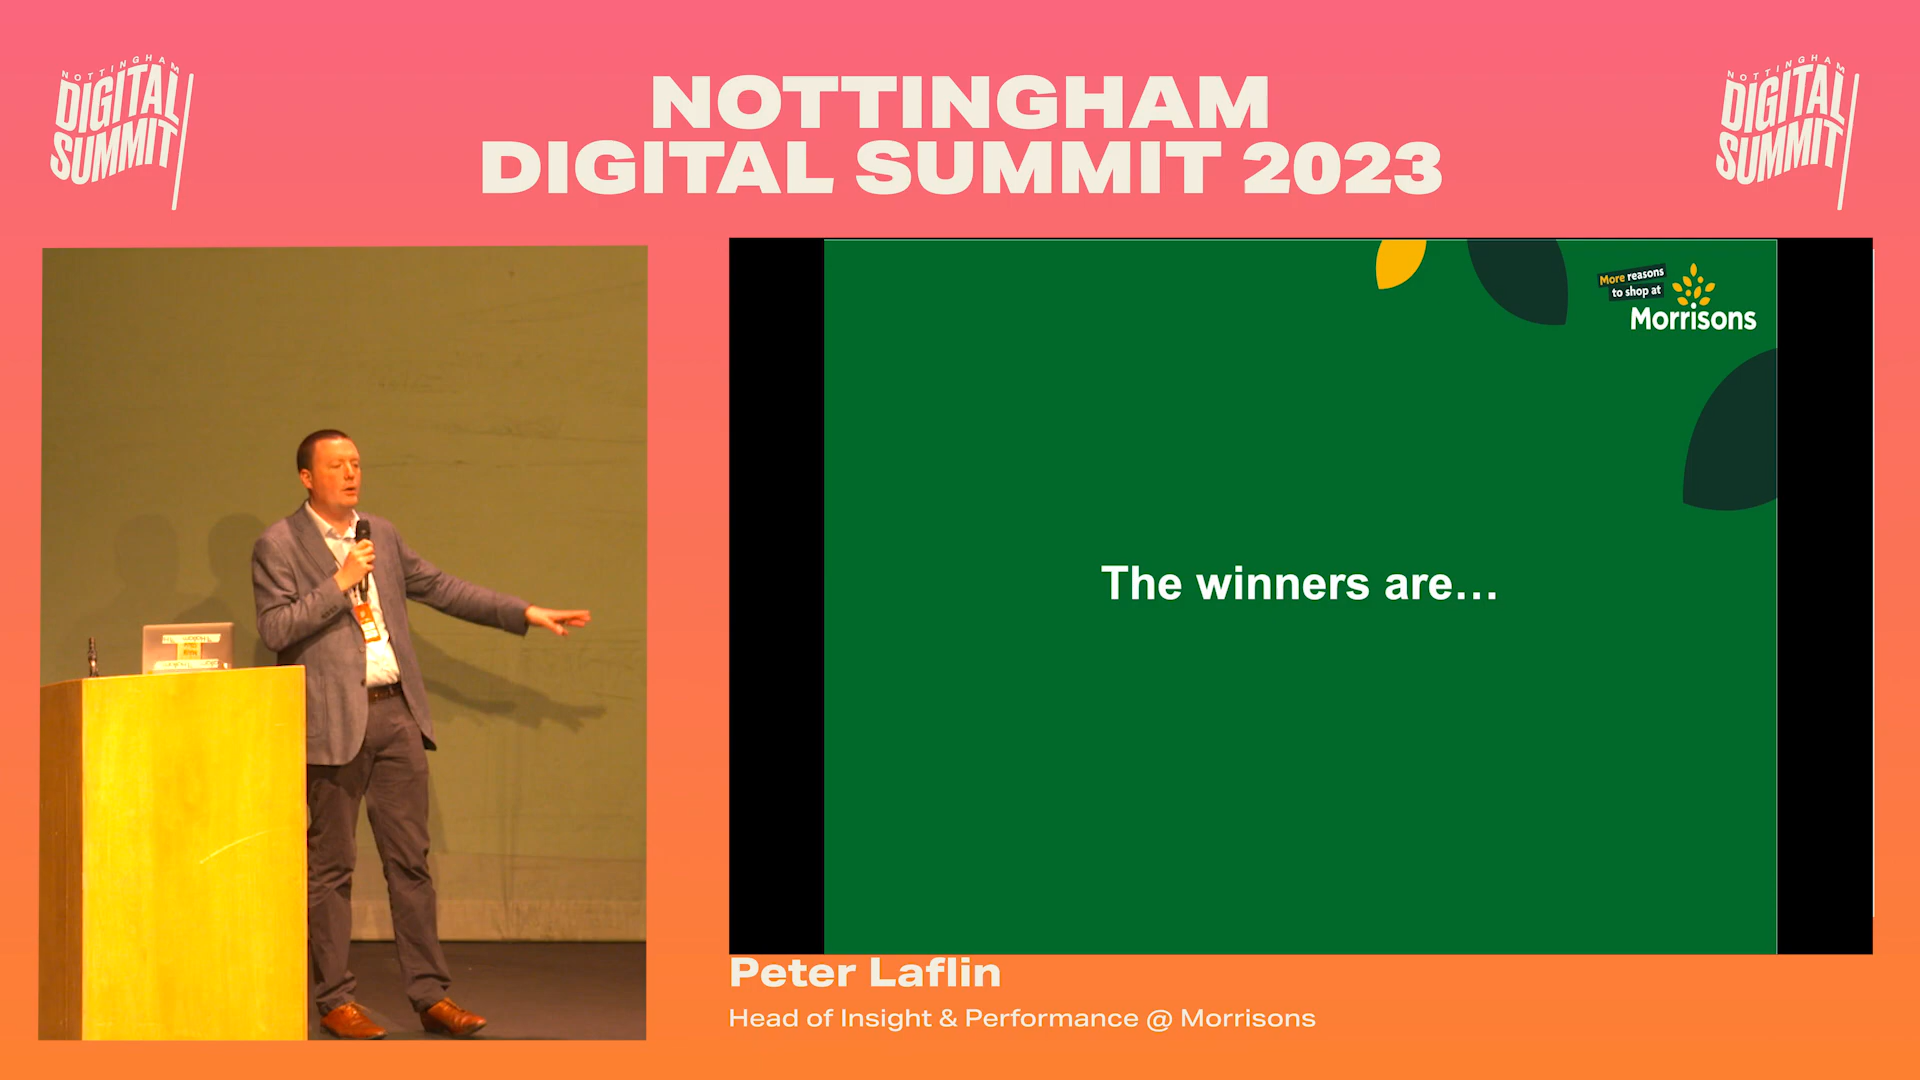 NOTTINGHAM
DIGITAL
SUMMIT
NOTTINGHAM
DIGITAL SUMMIT 2023
NOTTINGHAM
DIGITAL
SUMMIT
More reasons
to shop at
Morrisons
The winners are…
Peter Laflin
Head of Insight & Performance @ Morrisons